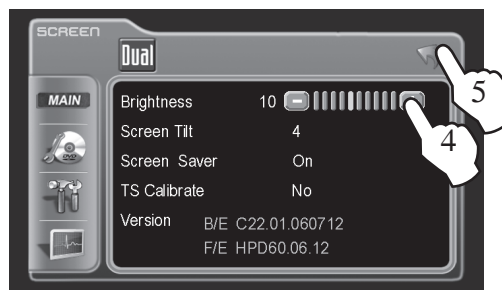 SCREEN
Dual
MAIN
Brightness 10
Screen Tilt 4
Screen Saver On
TS Calibrate No
Version B/E C22.01.060712
F/E HPD60.06.12
5
4